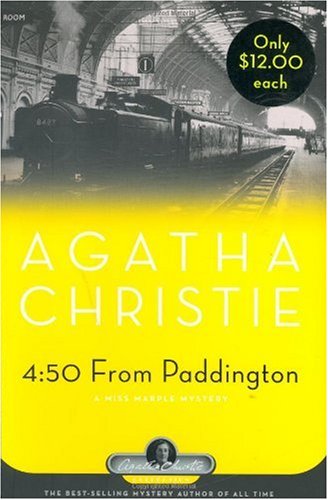 ROOM
Only
$12.00
each
AGATHA
CHRISTIE
4:50 From Paddington
A MISS MARPLE MYSTERY
Agatha Christie
COLLECTION
THE BEST-SELLING MYSTERY AUTHOR OF ALL TIME